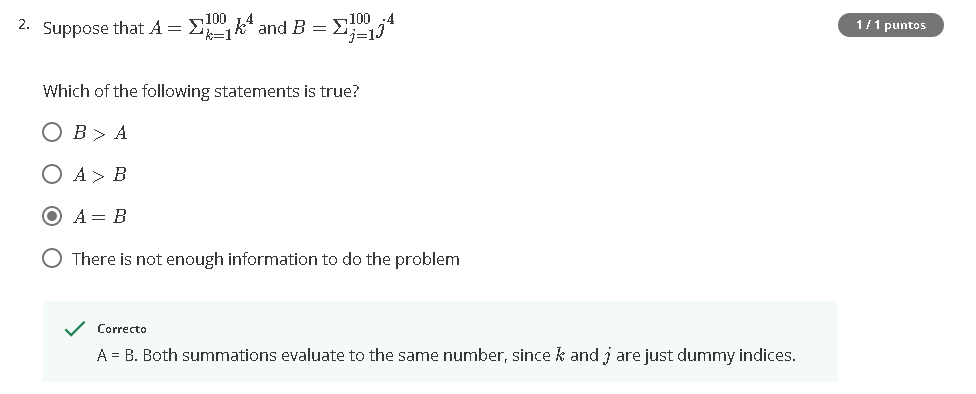 2. Suppose that $A = \Sigma_{k=1}^{100} k^4$ and $B = \Sigma_{j=1}^{100} j^4$ 1 / 1 puntos
Which of the following statements is true?
$B > A$
$A > B$
$A = B$
There is not enough information to do the problem
Correcto
A = B. Both summations evaluate to the same number, since $k$ and $j$ are just dummy indices.